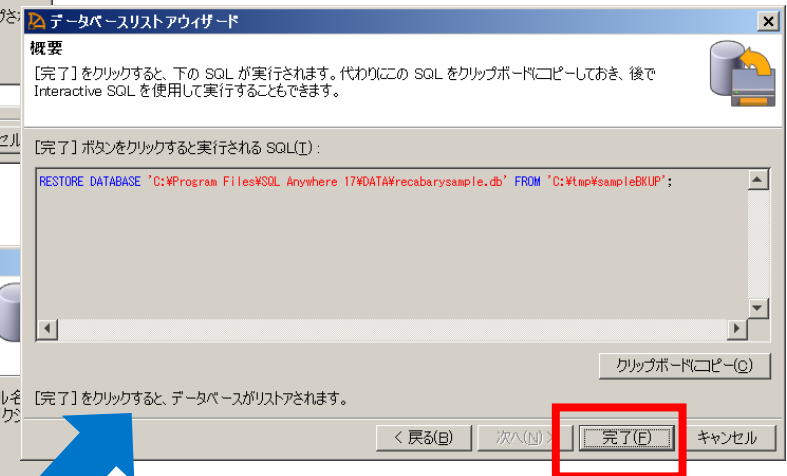 データベースリストアウィザード
概要
[完了] をクリックすると、下の SQL が実行されます。代わりにこの SQL をクリップボードにコピーしておき、後で
Interactive SQL を使用して実行することもできます。
[完了] ボタンをクリックすると実行される SQL(T) :
RESTORE DATABASE 'C:¥Program Files¥SQL Anywhere 17¥DATA¥recabarysample.db' FROM 'C:¥tmp¥sampleBKUP';
クリップボードにコピー(C)
[完了] をクリックすると、データベースがリストアされます。
< 戻る(B)
次へ(N) >
完了(F)
キャンセル